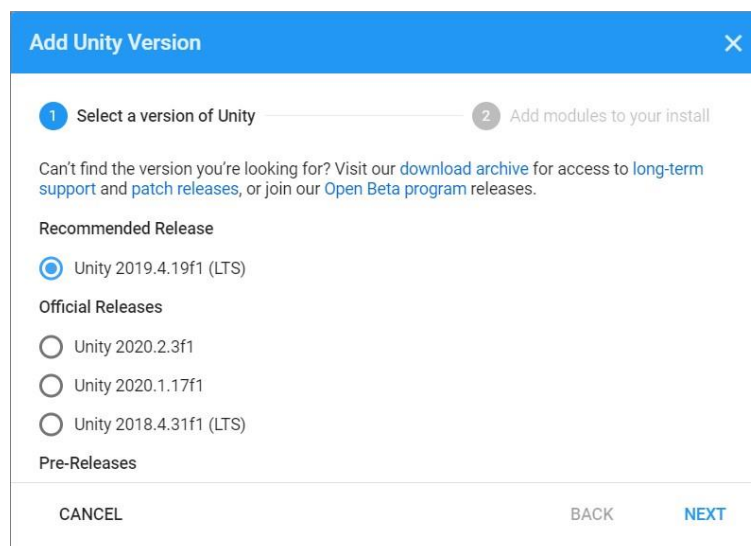 Add Unity Version
1 Select a version of Unity 2 Add modules to your install
Can't find the version you're looking for? Visit our download archive for access to long-term
support and patch releases, or join our Open Beta program releases.
Recommended Release
Unity 2019.4.19f1 (LTS)
Official Releases
Unity 2020.2.3f1
Unity 2020.1.17f1
Unity 2018.4.31f1 (LTS)
Pre-Releases
CANCEL BACK NEXT